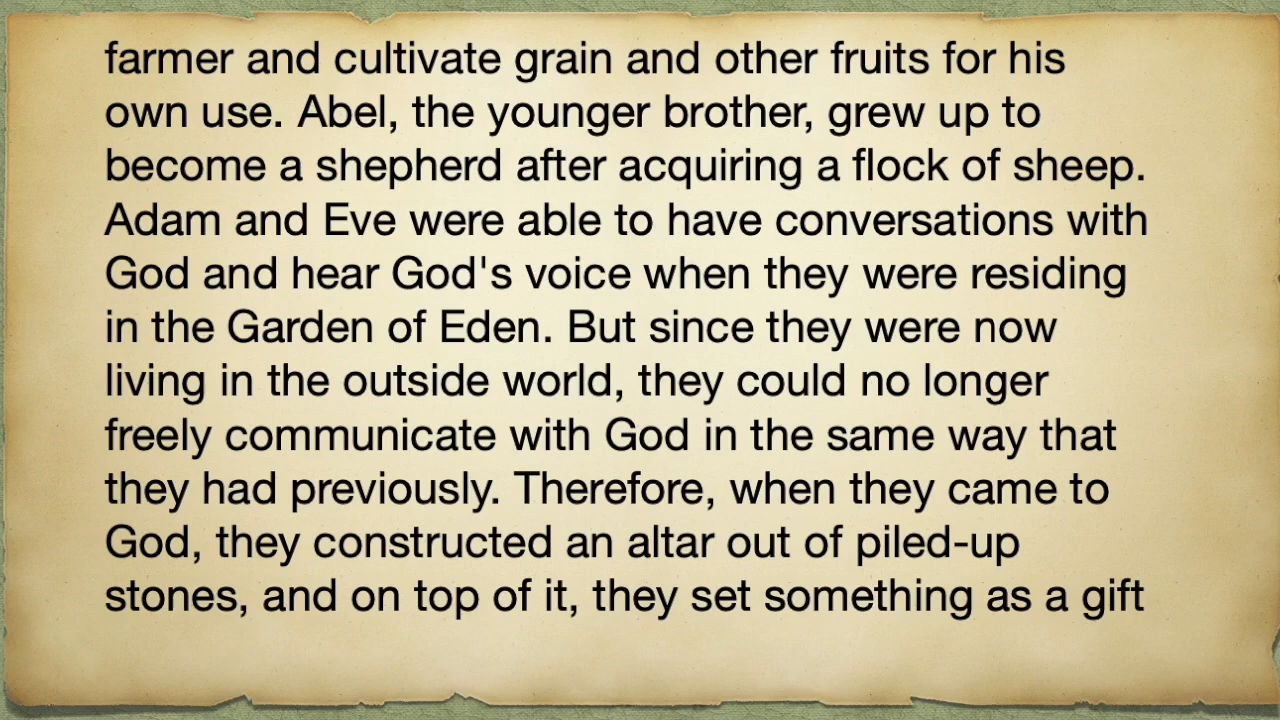 farmer and cultivate grain and other fruits for his
own use. Abel, the younger brother, grew up to
become a shepherd after acquiring a flock of sheep.
Adam and Eve were able to have conversations with
God and hear God's voice when they were residing
in the Garden of Eden. But since they were now
living in the outside world, they could no longer
freely communicate with God in the same way that
they had previously. Therefore, when they came to
God, they constructed an altar out of piled-up
stones, and on top of it, they set something as a gift